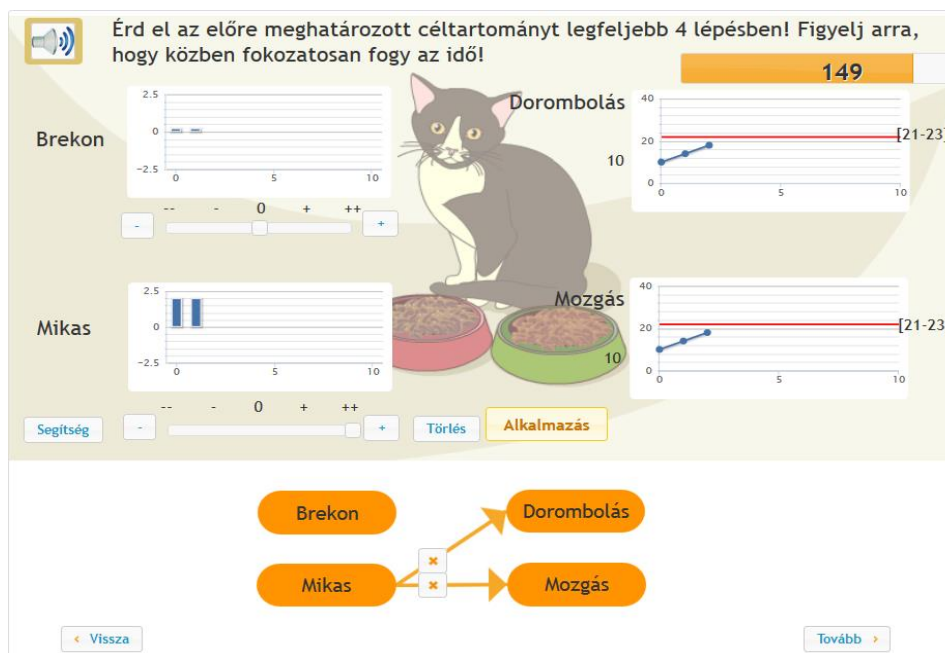 Érd el az előre meghatározott céltartományt legfeljebb 4 lépésben! Figyelj arra,
hogy közben fokozatosan fogy az idő!
149
Brekon
2.5
0
-2.5
0 5 10
-- - 0 + ++
- +
Dorombolás
10
40
20
0
0 5 10
[21-23]
Mikas
2.5
0
-2.5
0 5 10
-- - 0 + ++
- +
Mozgás
10
40
20
0
0 5 10
[21-23
Segítség
Törlés
Alkalmazás
Brekon
Dorombolás
Mikas
Mozgás
‹ Vissza
Tovább ›